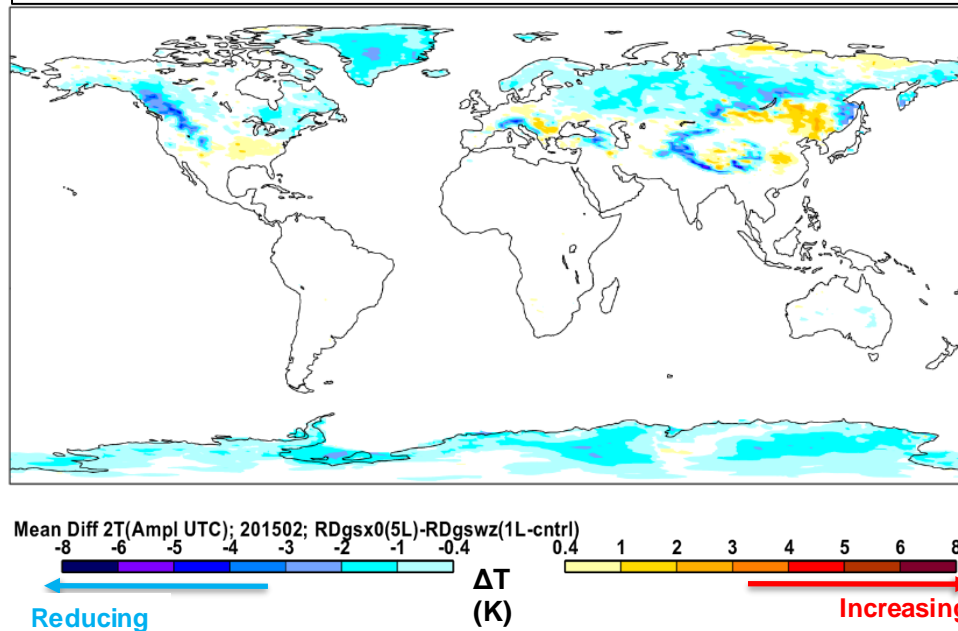 Mean Diff 2T(Ampl UTC); 201502; RDgsx0(5L)-RDgswz(1L-cntrl)
-8 -6 -5 -4 -3 -2 -1 -0.4 0.4 1 2 3 4 5 6 8
ΔT
(K)
Reducing
Increasing